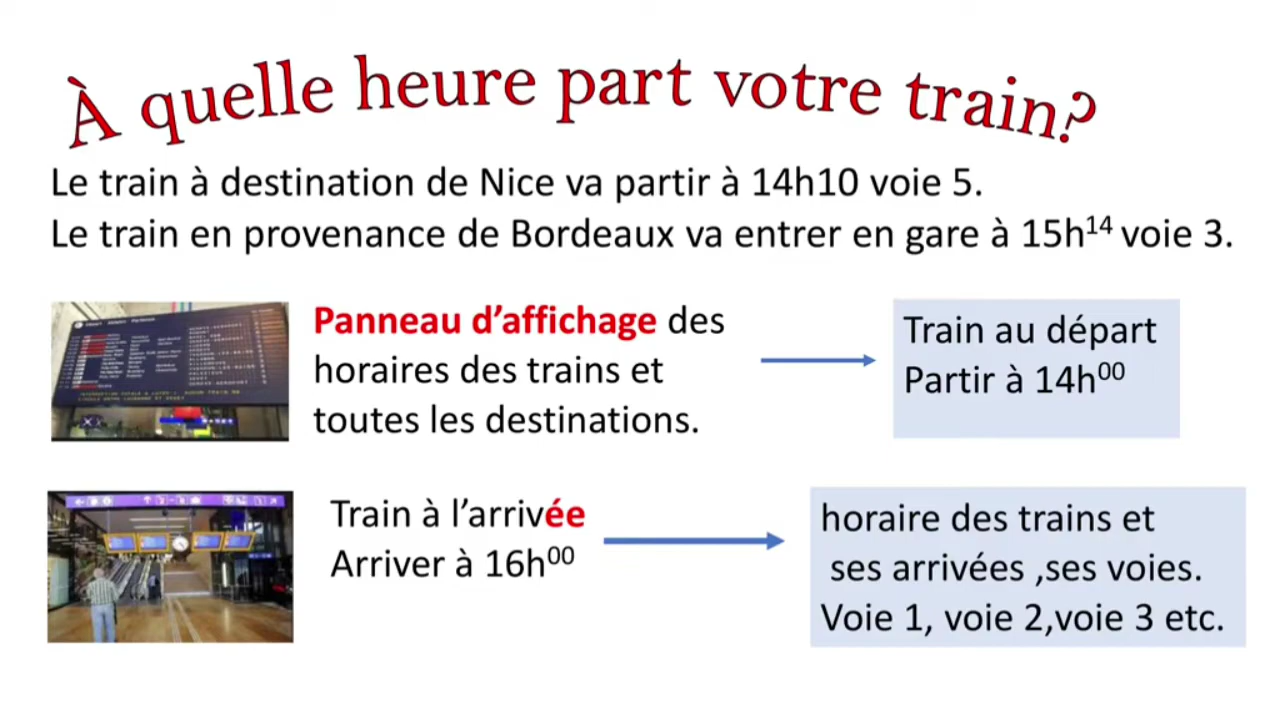 À quelle heure part votre train?
Le train à destination de Nice va partir à 14h10 voie 5.
Le train en provenance de Bordeaux va entrer en gare à 15h14 voie 3.
Panneau d’affichage des
horaires des trains et
toutes les destinations.
Train au départ
Partir à 14h00
Train à l’arrivée
Arriver à 16h00
horaire des trains et
ses arrivées ,ses voies.
Voie 1, voie 2,voie 3 etc.